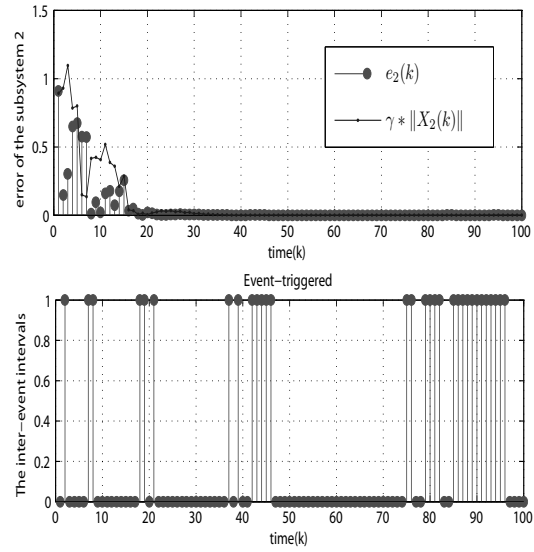 error of the subsystem 2
1.5
1
0.5
0
e₂(k)
γ * ‖X₂(k)‖
0 10 20 30 40 50 60 70 80 90 100
time(k)
Event−triggered
The inter−event intervals
1
0.8
0.6
0.4
0.2
0
0 10 20 30 40 50 60 70 80 90 100
time(k)